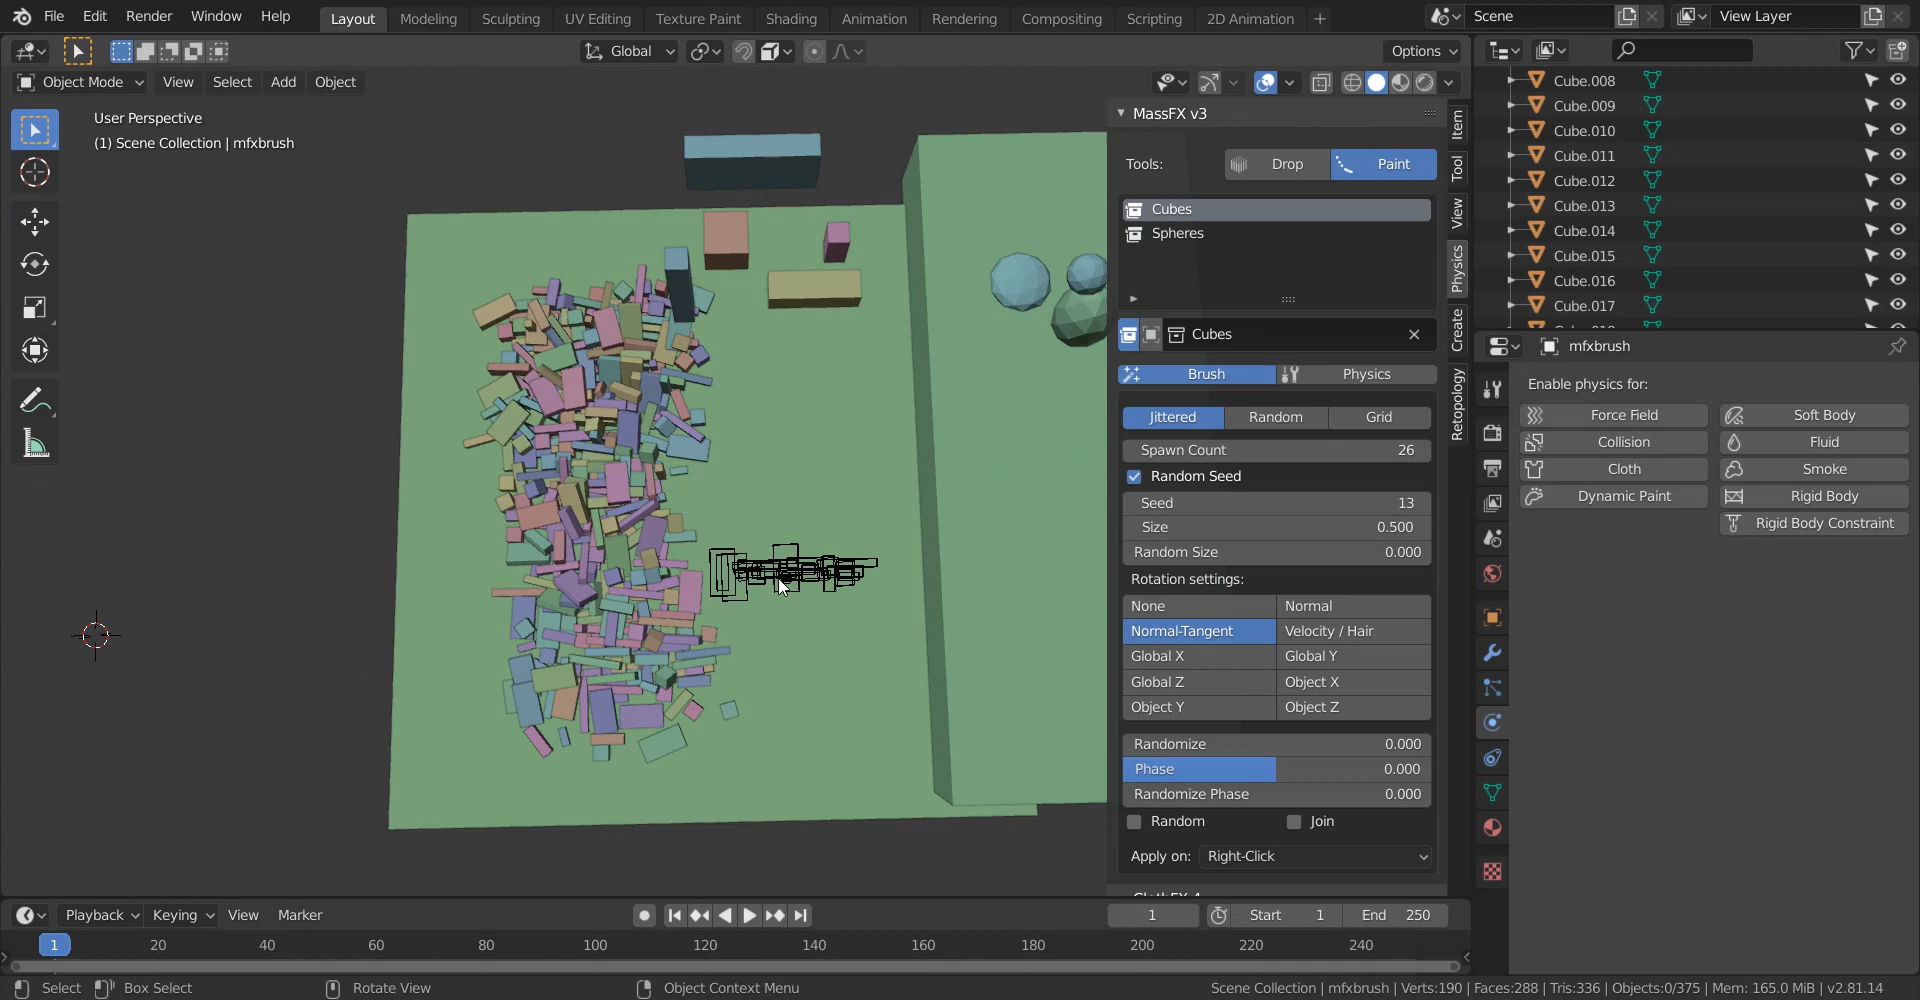 File Edit Render Window Help Layout Modeling Sculpting UV Editing Texture Paint Shading Animation Rendering Compositing Scripting 2D Animation + Scene View Layer
Global Options
Object Mode View Select Add Object
User Perspective
(1) Scene Collection | mfxbrush
MassFX v3
Tools: Drop Paint
Cubes
Spheres
Cubes
Brush Physics
Jittered Random Grid
Spawn Count 26
Random Seed
Seed 13
Size 0.500
Random Size 0.000
Rotation settings:
None Normal
Normal-Tangent Velocity / Hair
Global X Global Y
Global Z Object X
Object Y Object Z
Randomize 0.000
Phase 0.000
Randomize Phase 0.000
Random Join
Apply on: Right-Click
Item
Tool
View
Physics
Create
Retopology
Cube.008
Cube.009
Cube.010
Cube.011
Cube.012
Cube.013
Cube.014
Cube.015
Cube.016
Cube.017
mfxbrush
Enable physics for:
Force Field Soft Body
Collision Fluid
Cloth Smoke
Dynamic Paint Rigid Body
Rigid Body Constraint
Playback Keying View Marker 1 Start 1 End 250
1 20 40 60 80 100 120 140 160 180 200 220 240
Select Box Select Rotate View Object Context Menu Scene Collection | mfxbrush | Verts:190 | Faces:288 | Tris:336 | Objects:0/375 | Mem: 165.0 MiB | v2.81.14